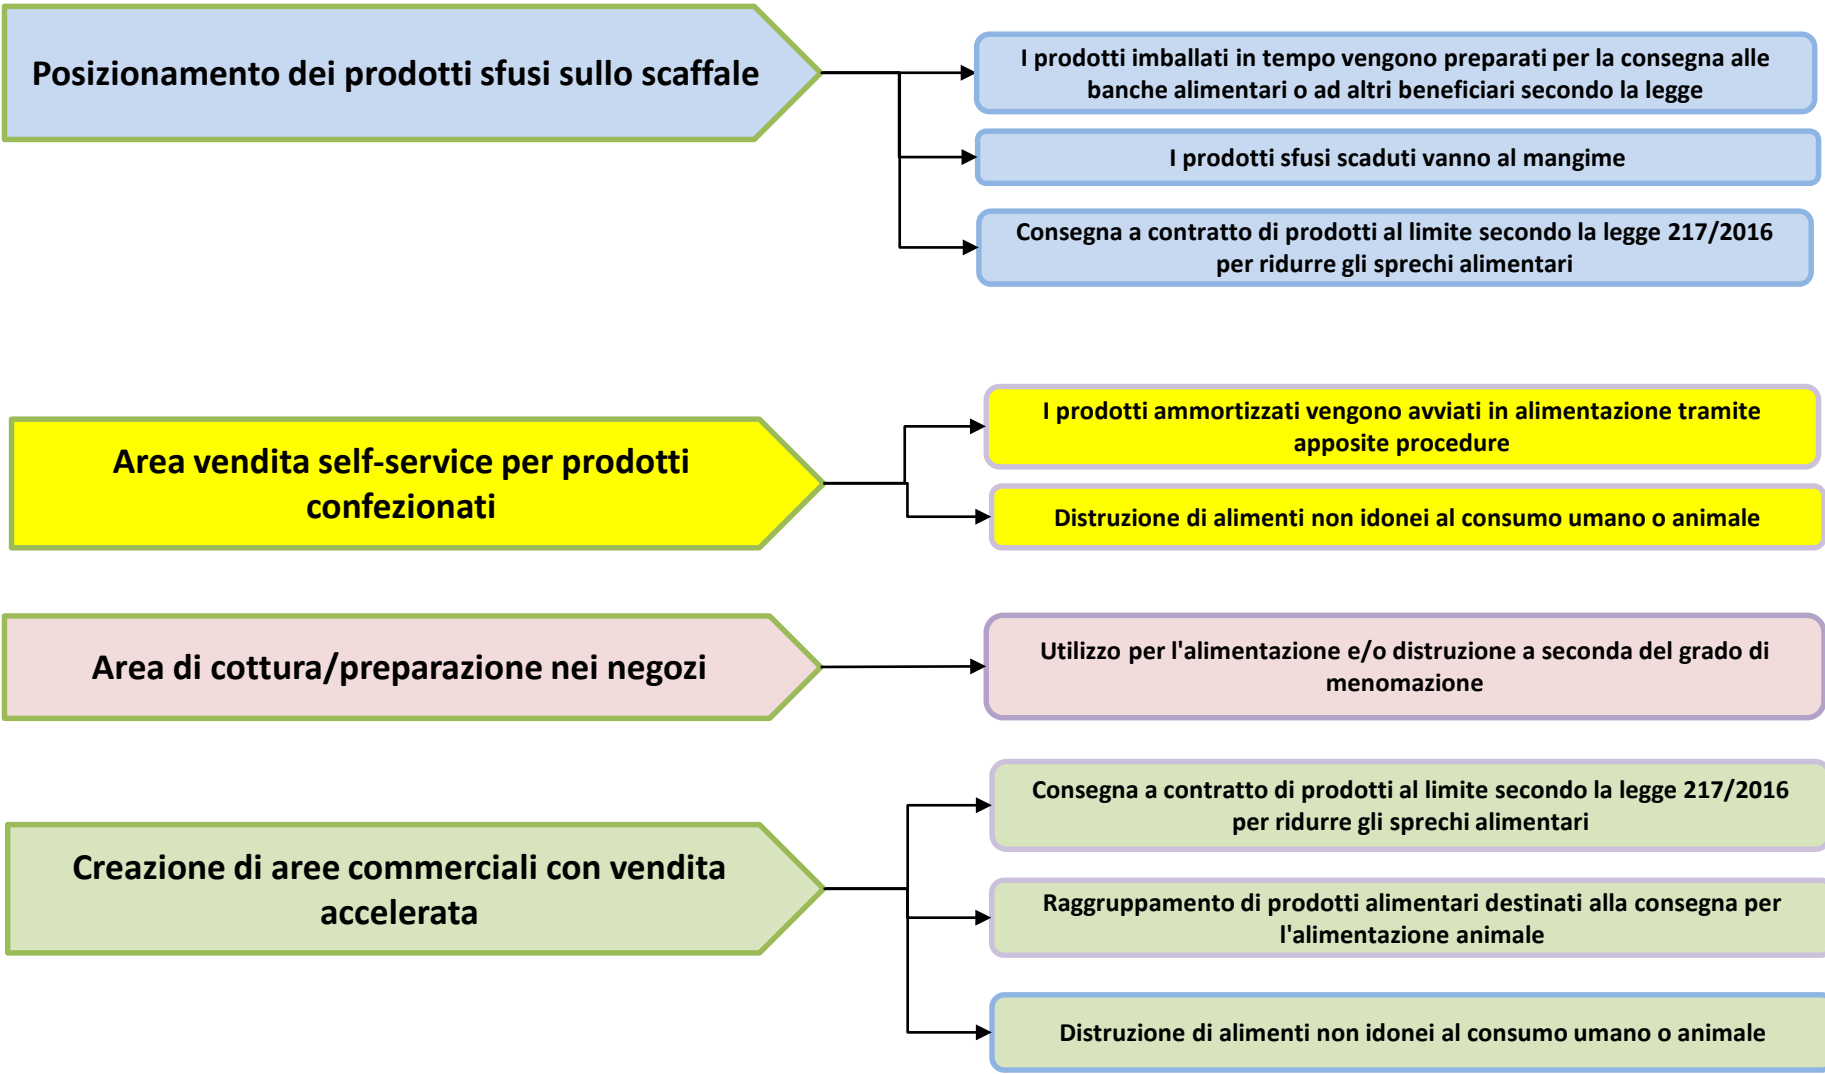 Posizionamento dei prodotti sfusi sullo scaffale
I prodotti imballati in tempo vengono preparati per la consegna alle
banche alimentari o ad altri beneficiari secondo la legge
I prodotti sfusi scaduti vanno al mangime
Consegna a contratto di prodotti al limite secondo la legge 217/2016
per ridurre gli sprechi alimentari
Area vendita self-service per prodotti
confezionati
I prodotti ammortizzati vengono avviati in alimentazione tramite
apposite procedure
Distruzione di alimenti non idonei al consumo umano o animale
Area di cottura/preparazione nei negozi
Utilizzo per l'alimentazione e/o distruzione a seconda del grado di
menomazione
Creazione di aree commerciali con vendita
accelerata
Consegna a contratto di prodotti al limite secondo la legge 217/2016
per ridurre gli sprechi alimentari
Raggruppamento di prodotti alimentari destinati alla consegna per
l'alimentazione animale
Distruzione di alimenti non idonei al consumo umano o animale